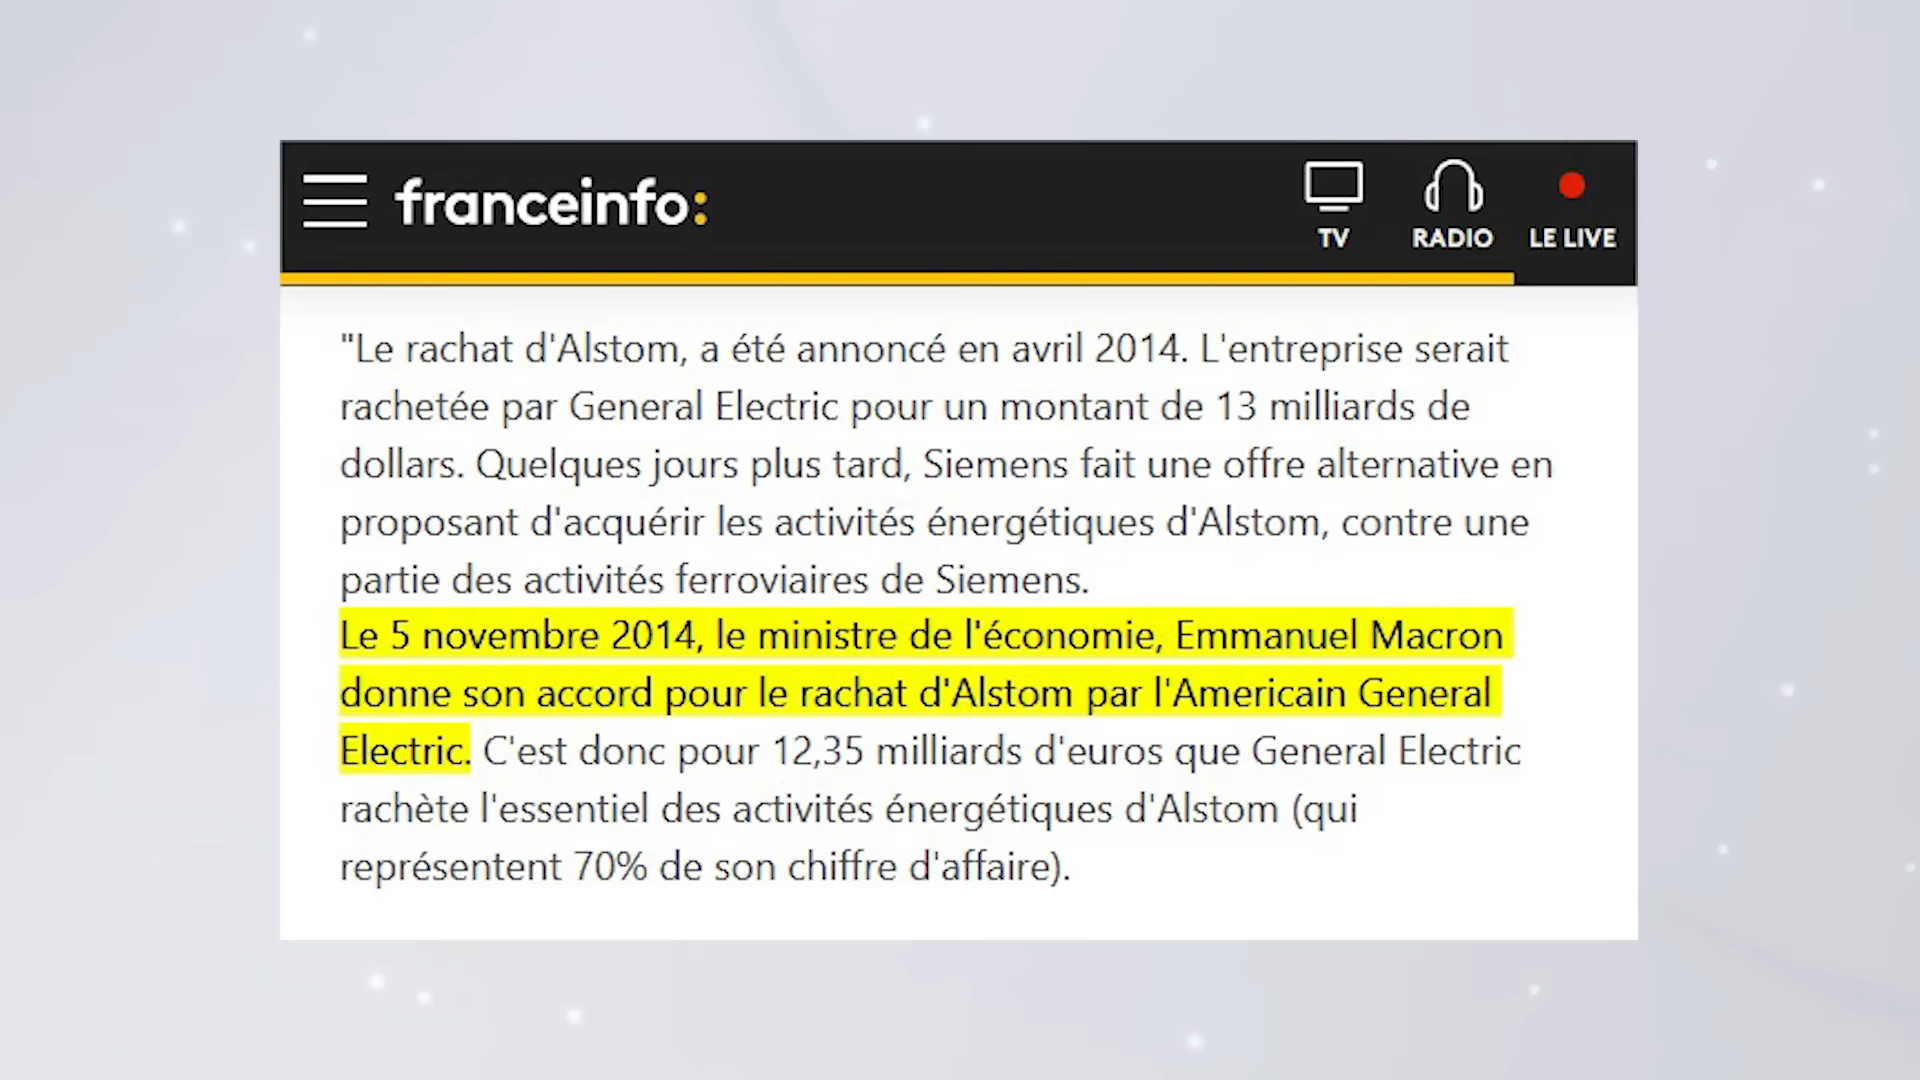 franceinfo:
TV
RADIO
LE LIVE
"Le rachat d'Alstom, a été annoncé en avril 2014. L'entreprise serait
rachetée par General Electric pour un montant de 13 milliards de
dollars. Quelques jours plus tard, Siemens fait une offre alternative en
proposant d'acquérir les activités énergétiques d'Alstom, contre une
partie des activités ferroviaires de Siemens.
Le 5 novembre 2014, le ministre de l'économie, Emmanuel Macron
donne son accord pour le rachat d'Alstom par l'Americain General
Electric. C'est donc pour 12,35 milliards d'euros que General Electric
rachète l'essentiel des activités énergétiques d'Alstom (qui
représentent 70% de son chiffre d'affaire).